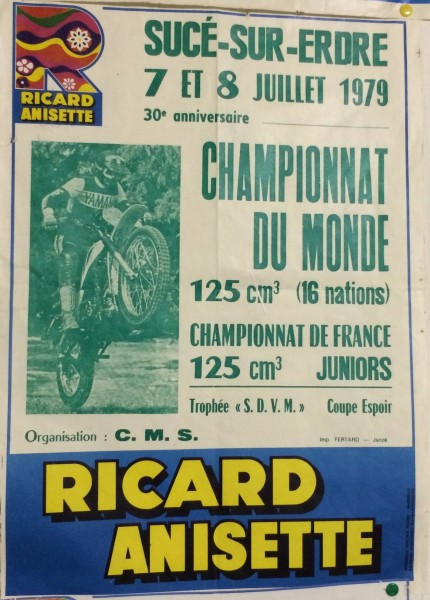 RICARD
ANISETTE
SUCÉ-SUR-ERDRE
7 ET 8 JUILLET 1979
30e anniversaire
YAMA
CHAMPIONNAT
DU MONDE
125 cm³ (16 nations)
CHAMPIONNAT DE FRANCE
125 cm³ JUNIORS
Trophée « S. D. V. M. » Coupe Espoir
Organisation : C. M. S.
Imp. FERTARD — Janzé
RICARD
ANISETTE